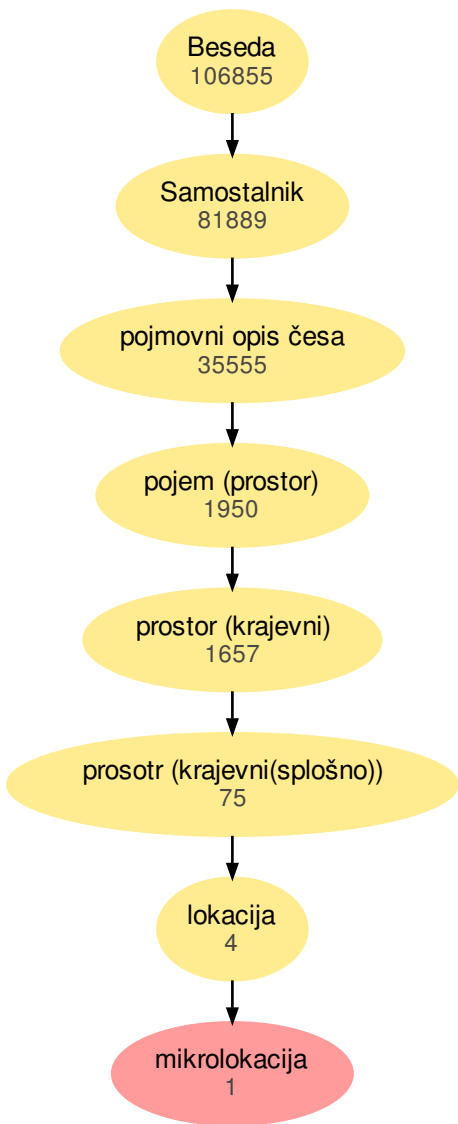 Beseda
106855
Samostalnik
81889
pojmovni opis česa
35555
pojem (prostor)
1950
prostor (krajevni)
1657
prosotr (krajevni(splošno))
75
lokacija
4
mikrolokacija
1